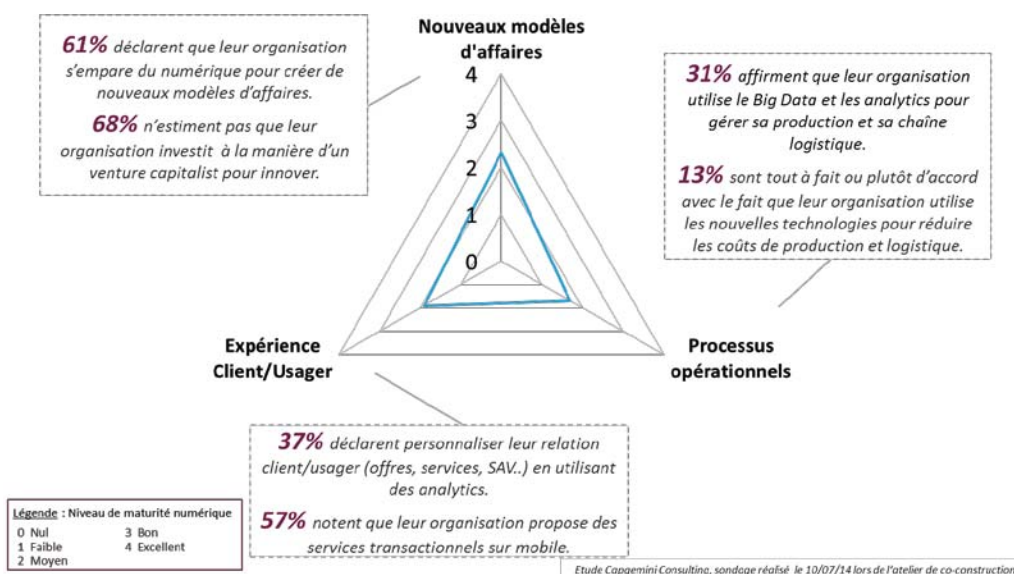 61% déclarent que leur organisation
s'empare du numérique pour créer de
nouveaux modèles d'affaires.
68% n'estiment pas que leur
organisation investit à la manière d'un
venture capitalist pour innover.
Nouveaux modèles
d'affaires
4
3
2
1
0
31% affirment que leur organisation
utilise le Big Data et les analytics pour
gérer sa production et sa chaîne
logistique.
13% sont tout à fait ou plutôt d'accord
avec le fait que leur organisation utilise
les nouvelles technologies pour réduire
les coûts de production et logistique.
Expérience
Client/Usager
Processus
opérationnels
37% déclarent personnaliser leur relation
client/usager (offres, services, SAV..) en utilisant
des analytics.
57% notent que leur organisation propose des
services transactionnels sur mobile.
Légende : Niveau de maturité numérique
0 Nul 3 Bon
1 Faible 4 Excellent
2 Moyen
Etude Capgemini Consulting, sondage réalisé le 10/07/14 lors de l'atelier de co-construction